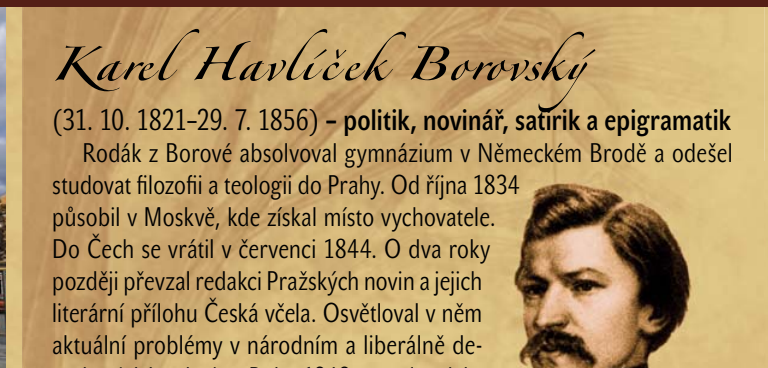 Karel Havlíček Borovský
(31. 10. 1821–29. 7. 1856) – politik, novinář, satirik a epigramatik
Rodák z Borové absolvoval gymnázium v Německém Brodě a odešel
studovat filozofii a teologii do Prahy. Od října 1834
působil v Moskvě, kde získal místo vychovatele.
Do Čech se vrátil v červenci 1844. O dva roky
později převzal redakci Pražských novin a jejich
literární přílohu Česká včela. Osvětloval v něm
aktuální problémy v národním a liberálně de-